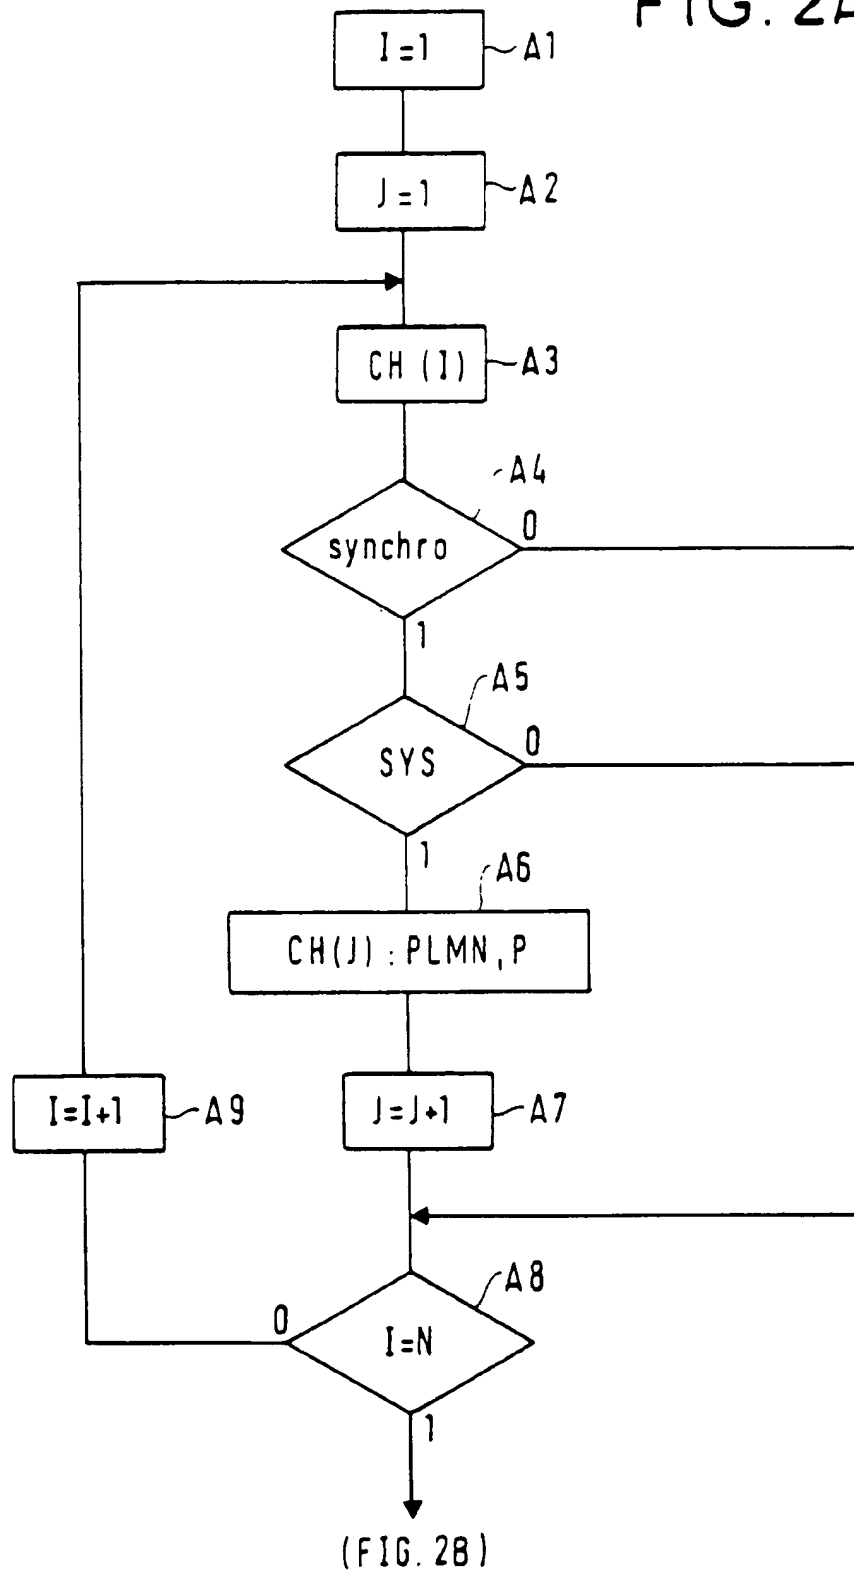 FIG. 2A
I=1 A1
J=1 A2
CH (I) A3
A4
synchro 0
1
A5
SYS 0
1
A6
CH(J) : PLMN, P
I=I+1 A9 J=J+1 A7
A8
0 I=N
1
(FIG. 2B)